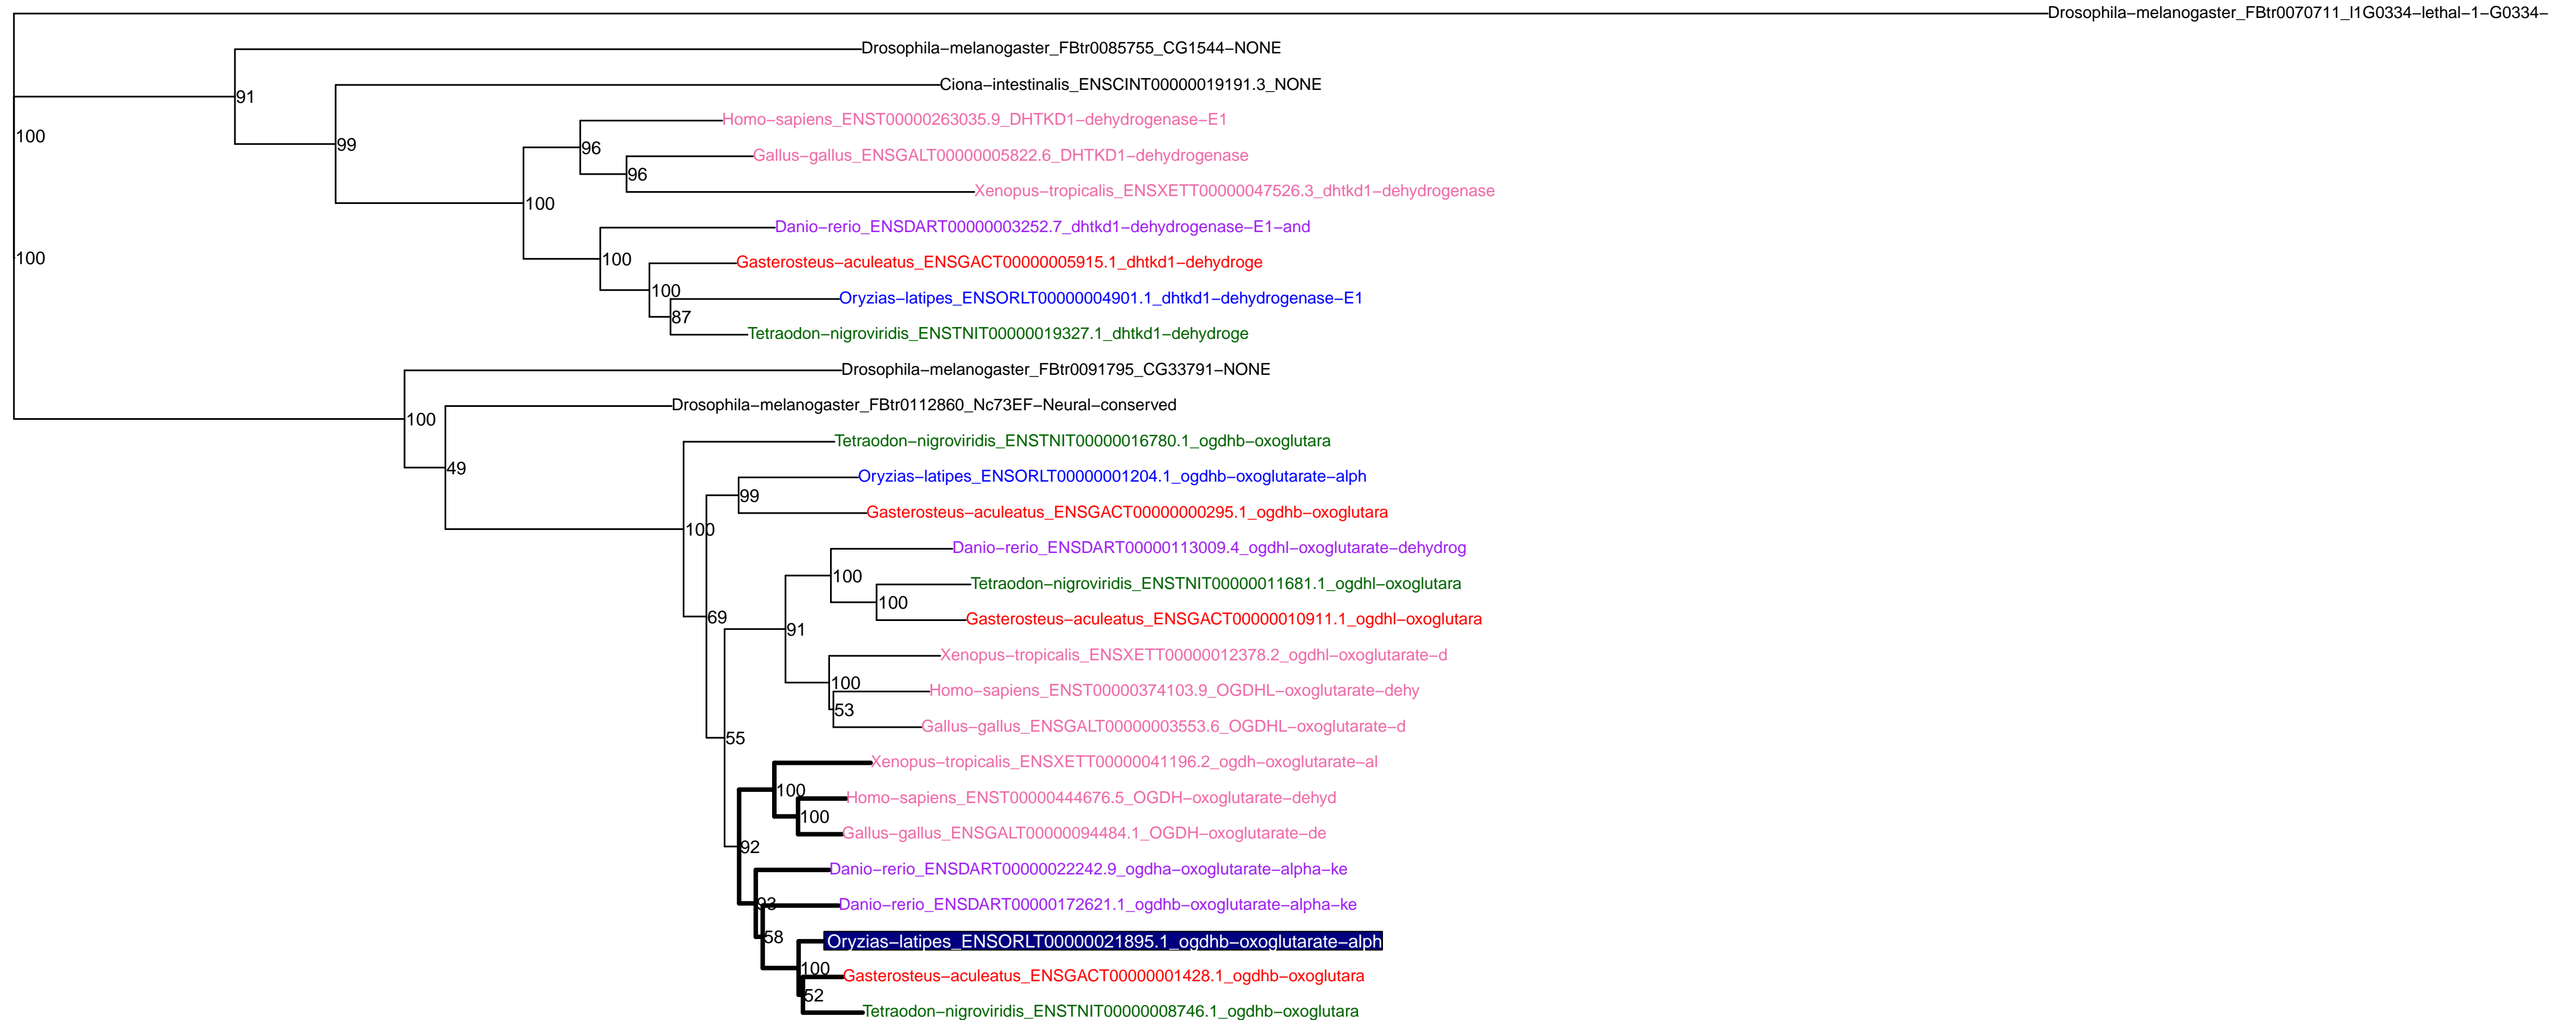 Drosophila−melanogaster_FBtr0070711_l1G0334−lethal−1−G0334−
Drosophila−melanogaster_FBtr0085755_CG1544−NONE
Ciona−intestinalis_ENSCINT00000019191.3_NONE
91
Homo−sapiens_ENST00000263035.9_DHTKD1−dehydrogenase−E1
100
99
96
Gallus−gallus_ENSGALT00000005822.6_DHTKD1−dehydrogenase
96
Xenopus−tropicalis_ENSXETT00000047526.3_dhtkd1−dehydrogenase
100
Danio−rerio_ENSDART00000003252.7_dhtkd1−dehydrogenase−E1−and
100
100
Gasterosteus−aculeatus_ENSGACT00000005915.1_dhtkd1−dehydroge
100
Oryzias−latipes_ENSORLT00000004901.1_dhtkd1−dehydrogenase−E1
87
Tetraodon−nigroviridis_ENSTNIT00000019327.1_dhtkd1−dehydroge
Drosophila−melanogaster_FBtr0091795_CG33791−NONE
Drosophila−melanogaster_FBtr0112860_Nc73EF−Neural−conserved
100
Tetraodon−nigroviridis_ENSTNIT00000016780.1_ogdhb−oxoglutara
49
Oryzias−latipes_ENSORLT00000001204.1_ogdhb−oxoglutarate−alph
99
Gasterosteus−aculeatus_ENSGACT00000000295.1_ogdhb−oxoglutara
100
Danio−rerio_ENSDART00000113009.4_ogdhl−oxoglutarate−dehydrog
100
Tetraodon−nigroviridis_ENSTNIT00000011681.1_ogdhl−oxoglutara
100
69
Gasterosteus−aculeatus_ENSGACT00000010911.1_ogdhl−oxoglutara
91
Xenopus−tropicalis_ENSXETT00000012378.2_ogdhl−oxoglutarate−d
100
Homo−sapiens_ENST00000374103.9_OGDHL−oxoglutarate−dehy
53
Gallus−gallus_ENSGALT00000003553.6_OGDHL−oxoglutarate−d
55
Xenopus−tropicalis_ENSXETT00000041196.2_ogdh−oxoglutarate−al
100
Homo−sapiens_ENST00000444676.5_OGDH−oxoglutarate−dehyd
100
Gallus−gallus_ENSGALT00000094484.1_OGDH−oxoglutarate−de
92
Danio−rerio_ENSDART00000022242.9_ogdha−oxoglutarate−alpha−ke
93
Danio−rerio_ENSDART00000172621.1_ogdhb−oxoglutarate−alpha−ke
58
Oryzias−latipes_ENSORLT00000021895.1_ogdhb−oxoglutarate−alph
100
Gasterosteus−aculeatus_ENSGACT00000001428.1_ogdhb−oxoglutara
52
Tetraodon−nigroviridis_ENSTNIT00000008746.1_ogdhb−oxoglutara